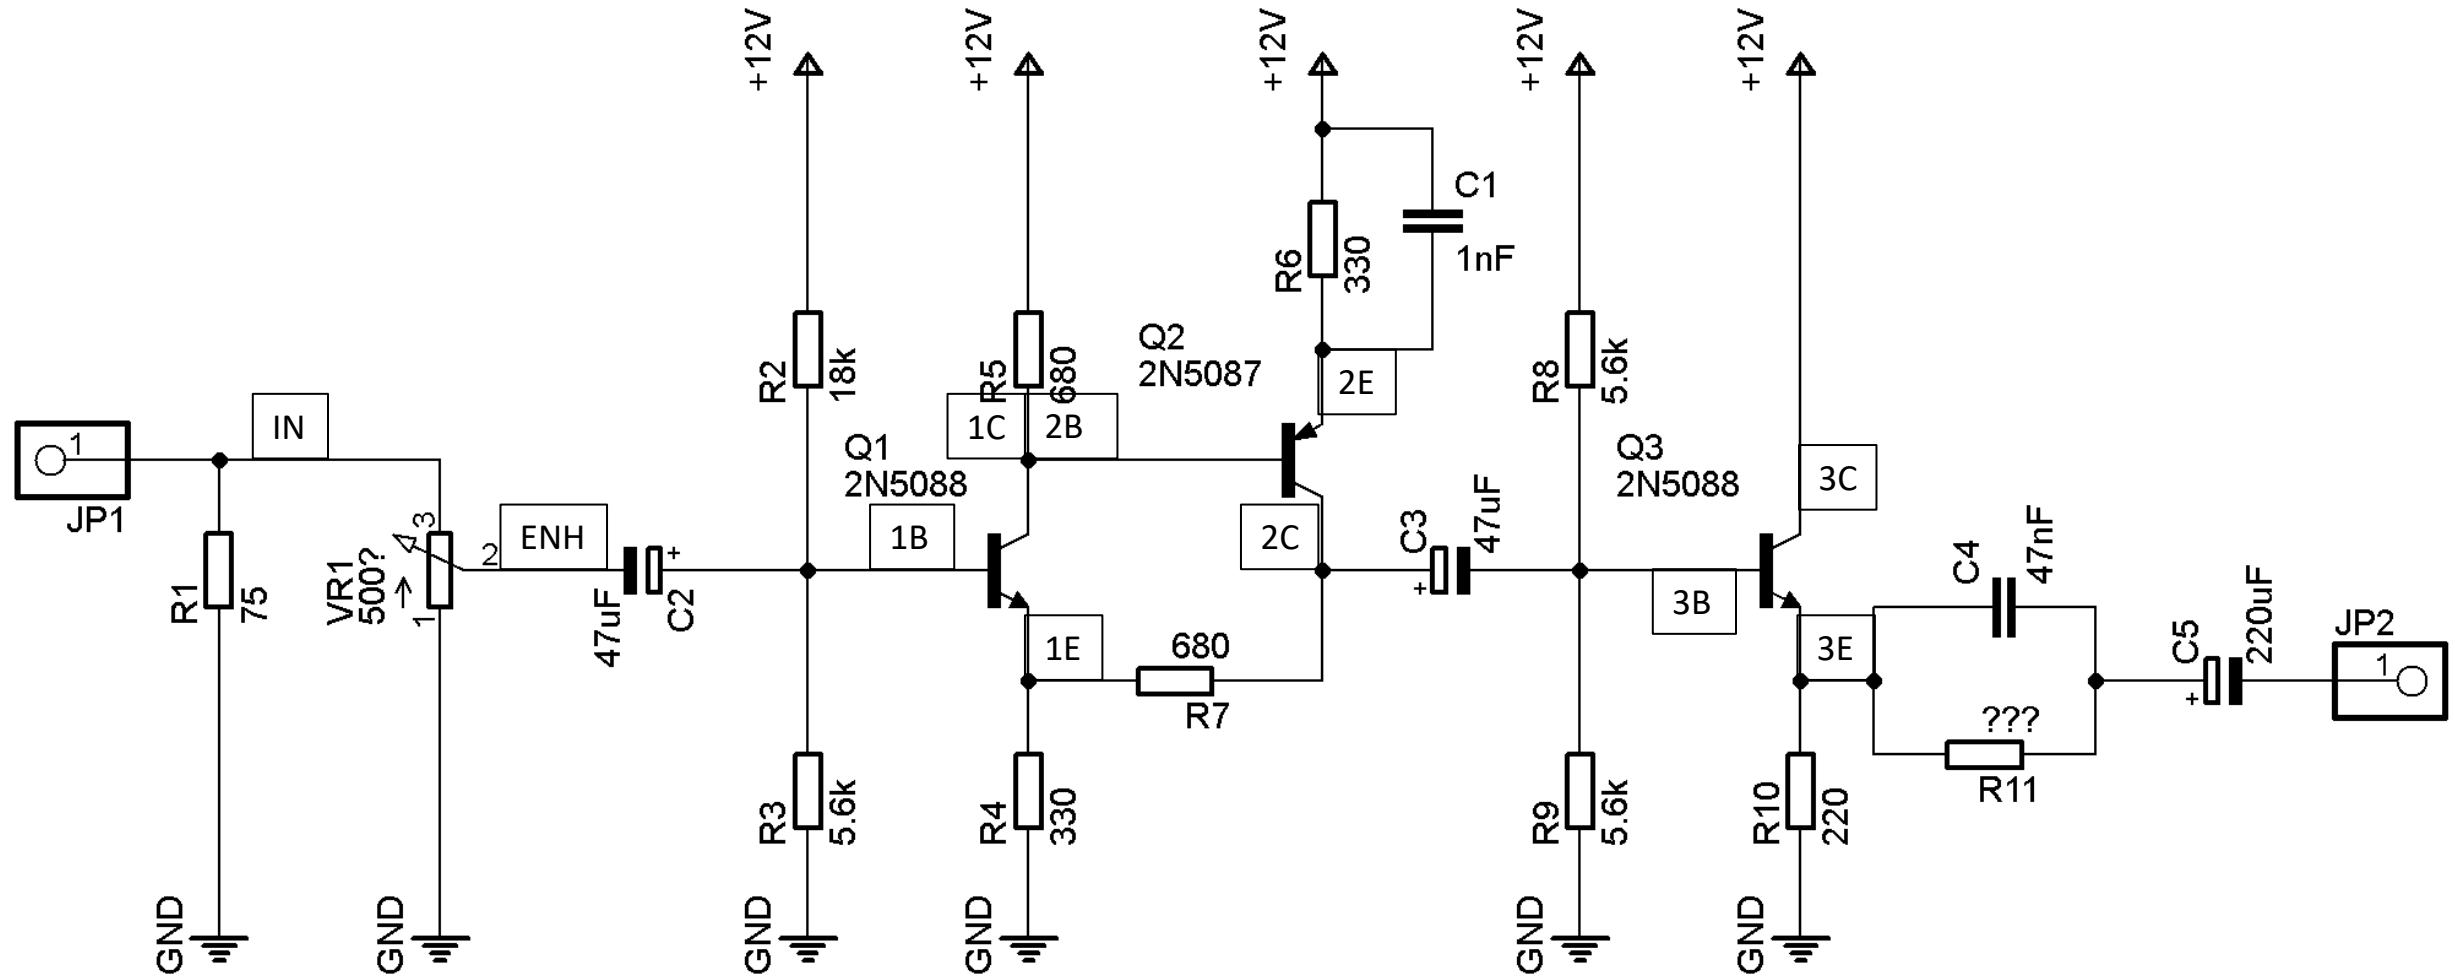 +12V
+12V
+12V
+12V
+12V
C1
1nF
R6
330
Q2
2N5087
R2
18k
R5
680
R8
5.6k
2E
IN
1C
2B
1
JP1
Q1
2N5088
Q3
2N5088
3C
3
2
1
VR1
500?
ENH
1B
2C
C3
47uF
+
C4
47nF
R1
75
47uF
+
C2
3B
1E
680
R7
3E
C5
220uF
+
JP2
1
???
R11
R3
5.6k
R4
330
R9
5.6k
R10
220
GND
GND
GND
GND
GND
GND